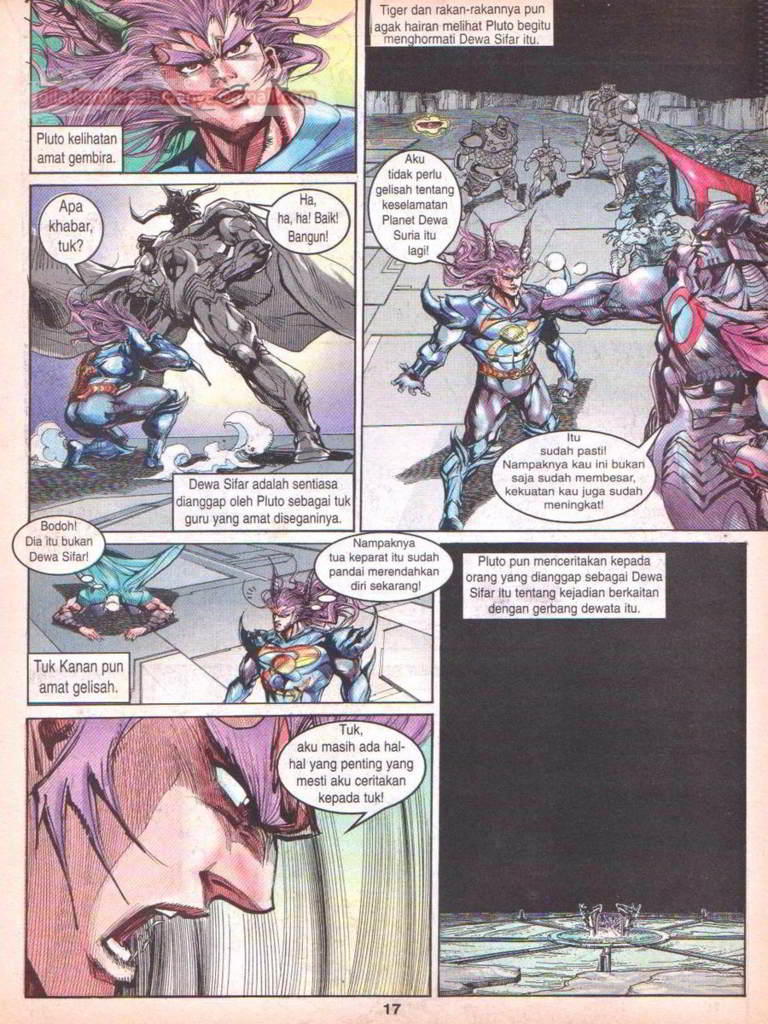 Pluto kelihatan
amat gembira.
Tiger dan rakan-rakannya pun
agak hairan melihat Pluto begitu
menghormati Dewa Sifar itu.
Apa
khabar,
tuk?
Ha,
ha, ha! Baik!
Bangun!
Dewa Sifar adalah sentiasa
dianggap oleh Pluto sebagai tuk
guru yang amat diseganinya.
Aku
tidak perlu
gelisah tentang
keselamatan
Planet Dewa
Suria itu
lagi!
Itu
sudah pasti!
Nampaknya kau ini bukan
saja sudah membesar,
kekuatan kau juga sudah
meningkat!
Bodoh!
Dia itu bukan
Dewa Sifar!
Nampaknya
tua keparat itu sudah
pandai merendahkan
diri sekarang!
Tuk Kanan pun
amat gelisah.
Tuk,
aku masih ada hal-
hal yang penting yang
mesti aku ceritakan
kepada tuk!
Pluto pun menceritakan kepada
orang yang dianggap sebagai Dewa
Sifar itu tentang kejadian berkaitan
dengan gerbang dewata itu.
17